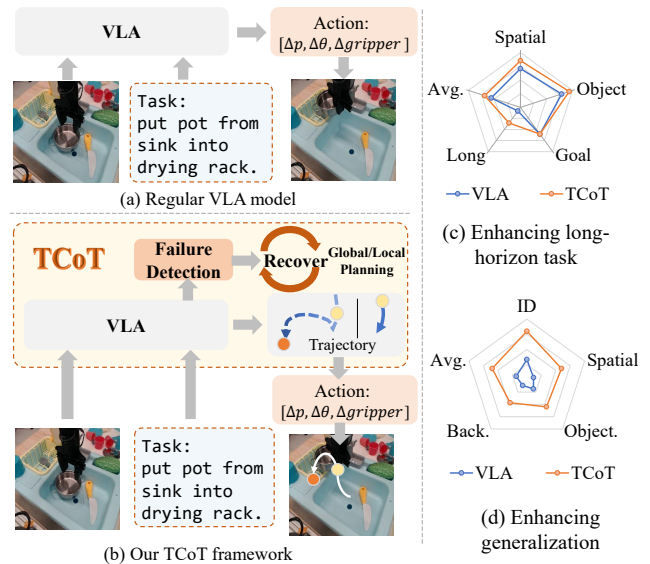 VLA
Action:
[Δp, Δθ, Δgripper]
Task:
put pot from
sink into
drying rack.
(a) Regular VLA model
TCoT
Failure
Detection
Recover
Global/Local
Planning
VLA
Trajectory
Action:
[Δp, Δθ, Δgripper]
Task:
put pot from
sink into
drying rack.
(b) Our TCoT framework
Spatial
Avg.
Object
Long
Goal
VLA
TCoT
(c) Enhancing long-
horizon task
ID
Avg.
Spatial
Back.
Object.
VLA
TCoT
(d) Enhancing
generalization